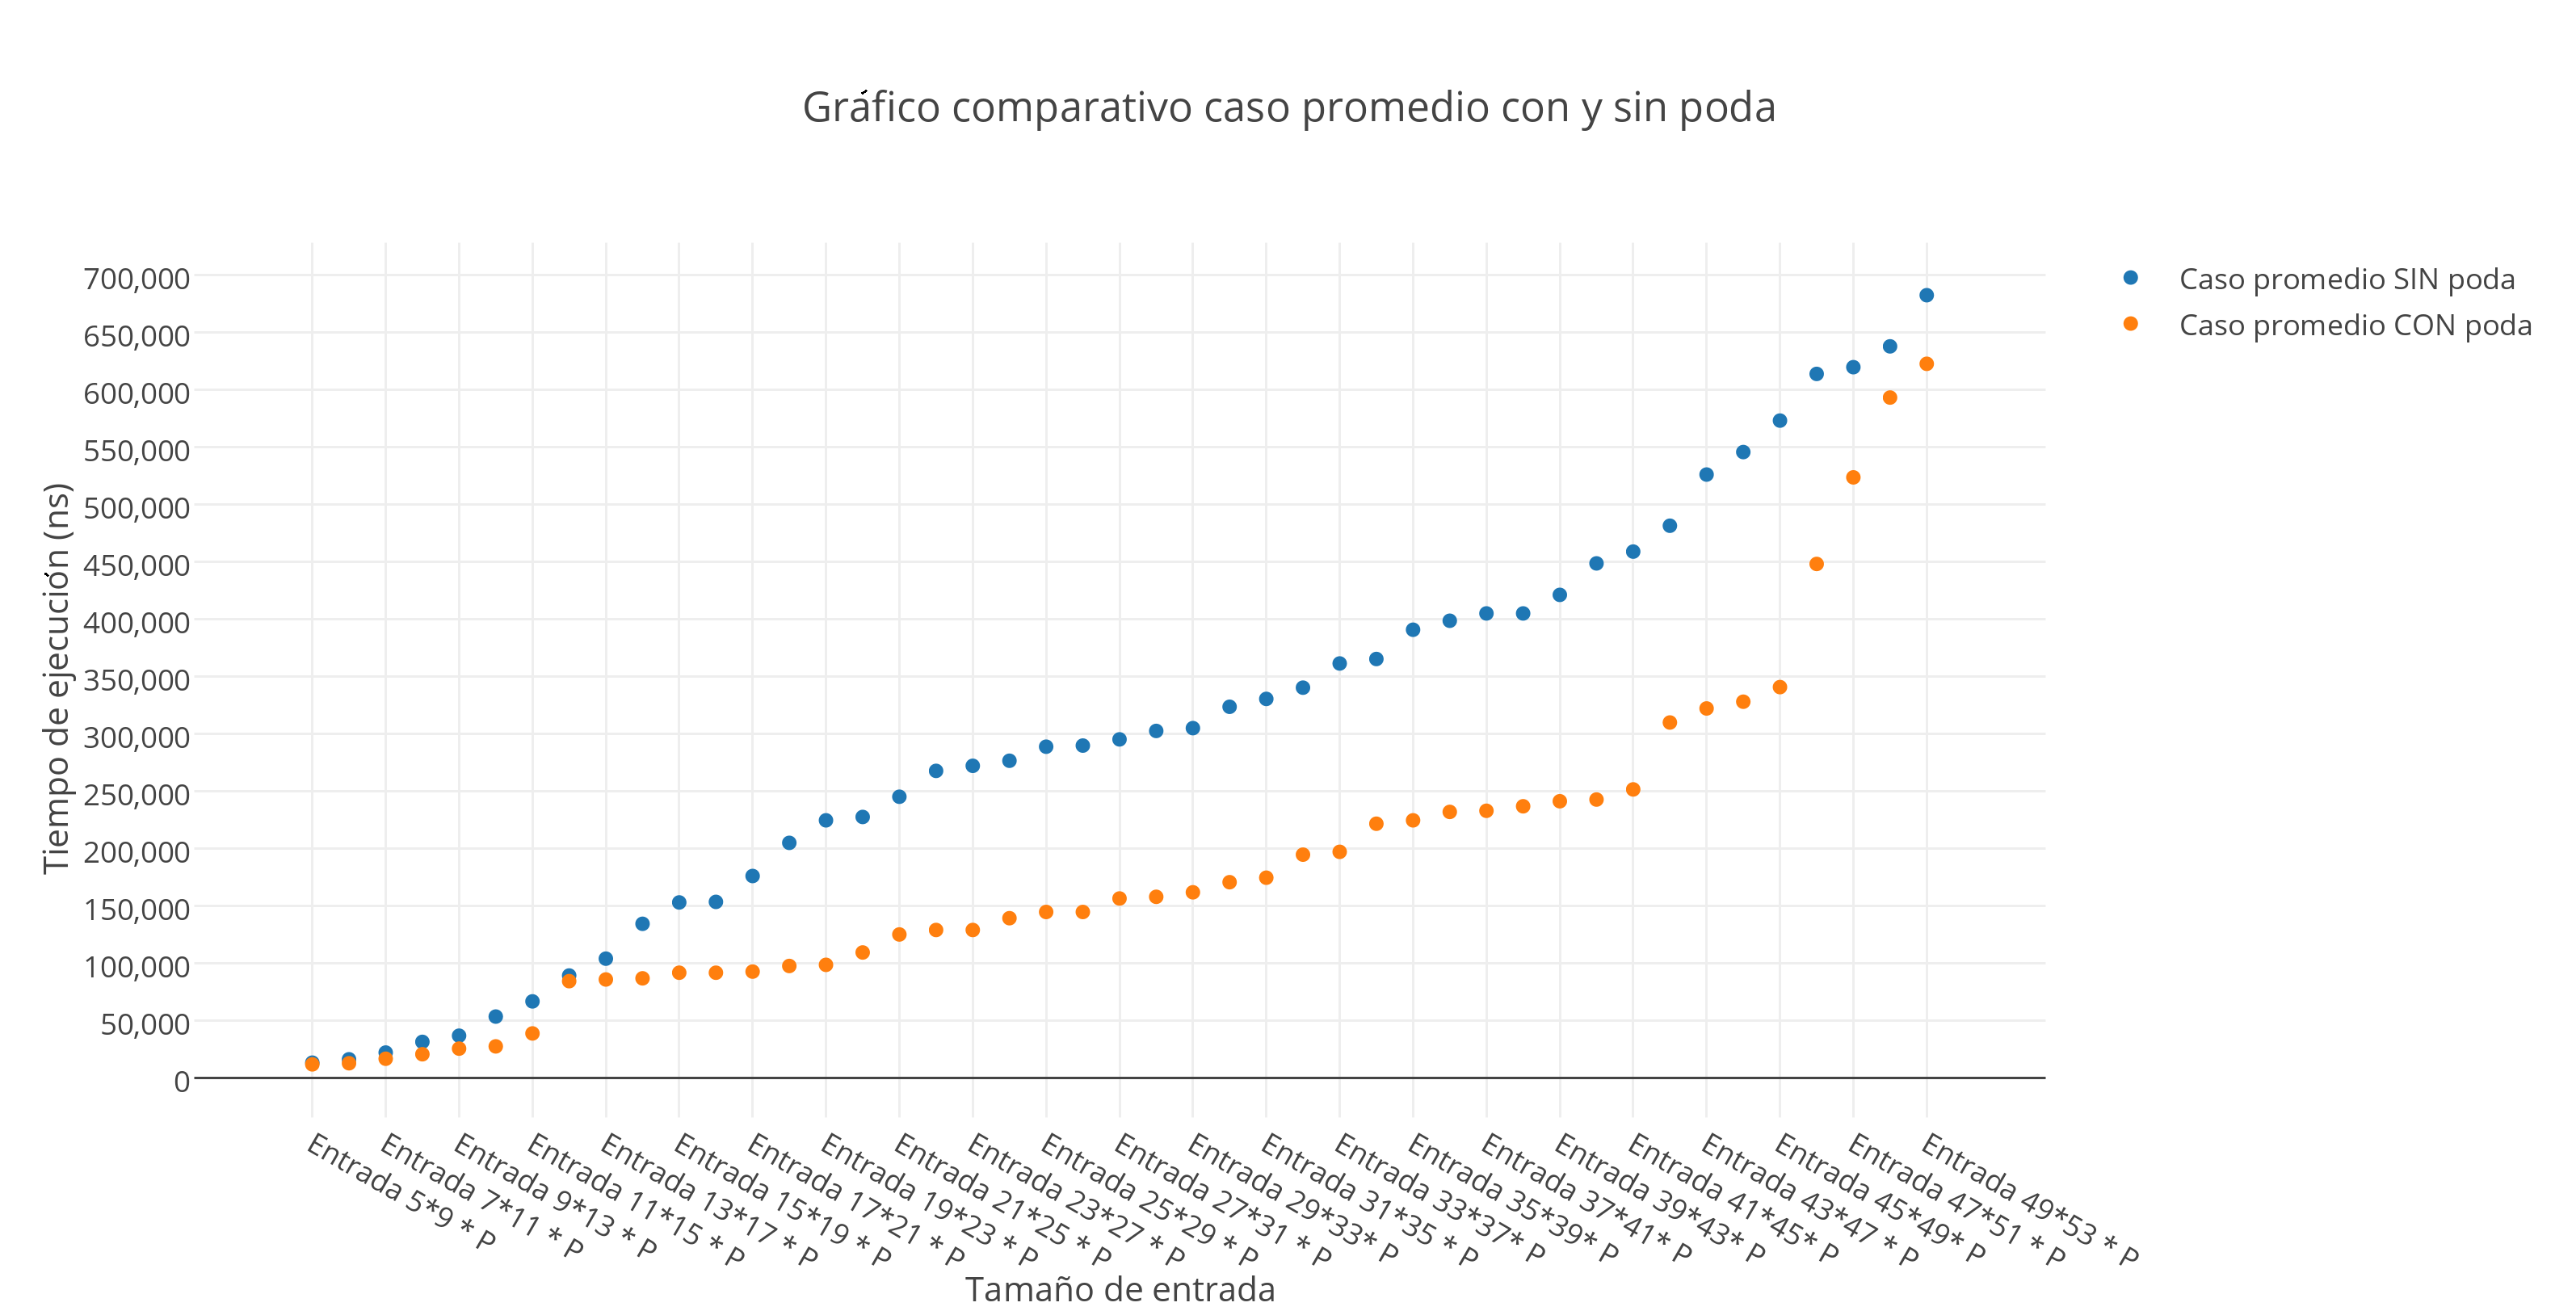 Gráfico comparativo caso promedio con y sin poda
Caso promedio SIN poda
Caso promedio CON poda
Tiempo de ejecución (ns)
700,000
650,000
600,000
550,000
500,000
450,000
400,000
350,000
300,000
250,000
200,000
150,000
100,000
50,000
0
Entrada 5*9 * P
Entrada 7*11 * P
Entrada 9*13 * P
Entrada 11*15 * P
Entrada 13*17 * P
Entrada 15*19 * P
Entrada 17*21 * P
Entrada 19*23 * P
Entrada 21*25 * P
Entrada 23*27 * P
Entrada 25*29 * P
Entrada 27*31 * P
Entrada 29*33* P
Entrada 31*35 * P
Entrada 33*37* P
Entrada 35*39* P
Entrada 37*41* P
Entrada 39*43* P
Entrada 41*45* P
Entrada 43*47 * P
Entrada 45*49* P
Entrada 47*51 * P
Entrada 49*53 * P
Tamaño de entrada